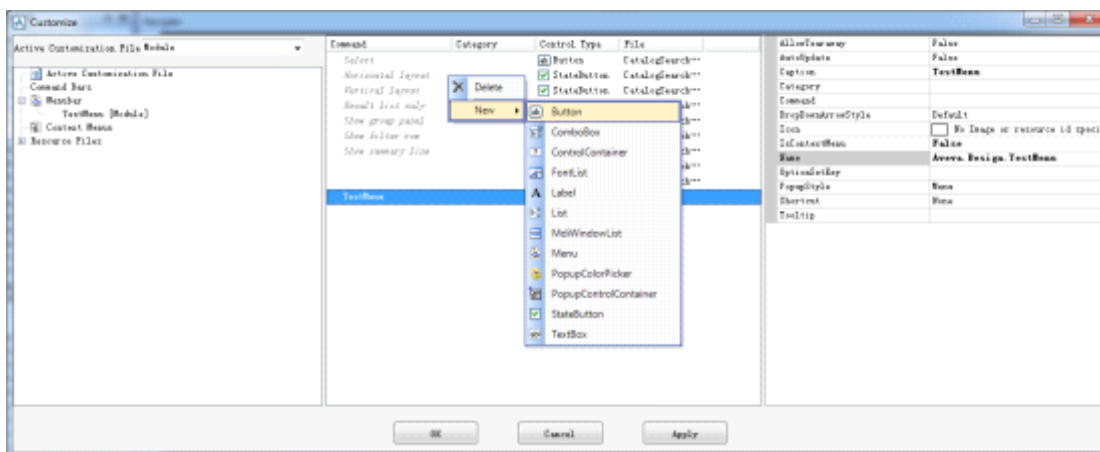 Customize
Active Customization File Module
Active Customization File
Command Bars
MenuBar
TestMenu [Module]
Context Menus
Resource Files
Command Category Control Type File
Select Button CatalogSearch...
Horizontal layout StateButton CatalogSearch...
Vertical layout StateButton CatalogSearch...
Result list only
Show group panel
Show filter row
Show summary line
TestMenu
Delete
New
Button
ComboBox
ControlContainer
FontList
Label
List
MdiWindowList
Menu
PopupColorPicker
PopupControlContainer
StateButton
TextBox
AllowTearaway False
AutoUpdate False
Caption TestMenu
Category
Command
DropDownArrowStyle Default
Icon No Image or resource id speci
IsContextMenu False
Name Aveva.Design.TestMenu
OptionSetKey
PopupStyle None
Shortcut None
Tooltip
OK Cancel Apply